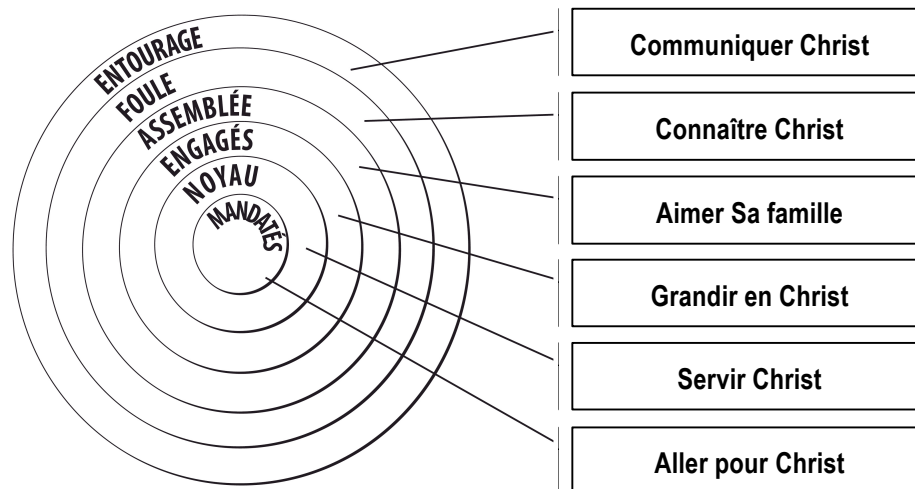 ENTOURAGE
FOULE
ASSEMBLÉE
ENGAGÉS
NOYAU
MANDATÉS
Communiquer Christ
Connaître Christ
Aimer Sa famille
Grandir en Christ
Servir Christ
Aller pour Christ